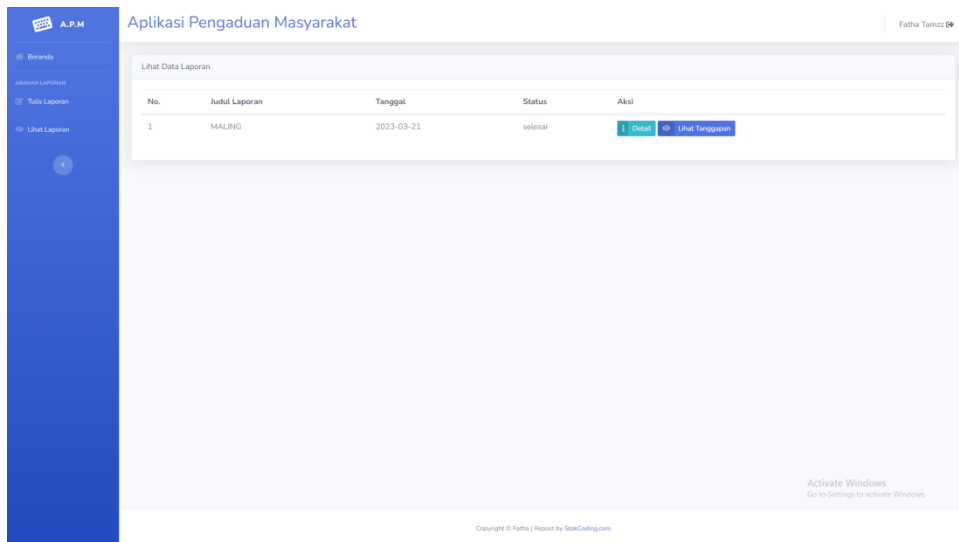 A.P.M
Aplikasi Pengaduan Masyarakat
Fatha Tamzz
Beranda
ARAHAN LAPORAN
Tulis Laporan
Lihat Laporan
Lihat Data Laporan
No. Judul Laporan Tanggal Status Aksi
1 MALING 2023-03-21 selesai Detail Lihat Tanggapan
Activate Windows
Go to Settings to activate Windows.
Copyright © Fatha | Repost by StokCoding.com